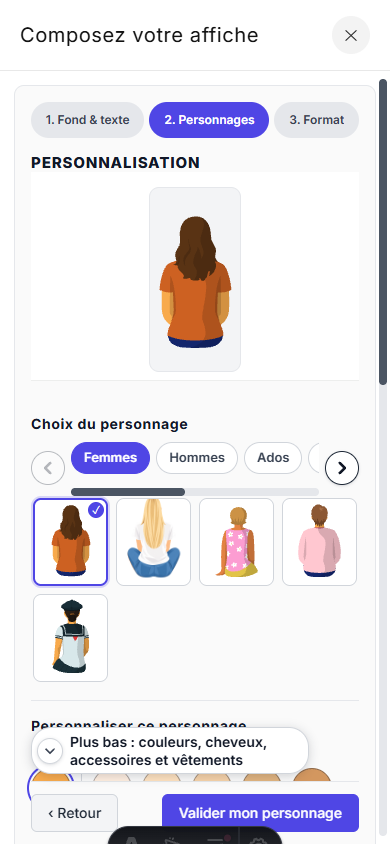 Composez votre affiche
1. Fond & texte
2. Personnages
3. Format
PERSONNALISATION
Choix du personnage
Femmes
Hommes
Ados
Personnaliser ce personnage
Plus bas : couleurs, cheveux,
accessoires et vêtements
‹ Retour
Valider mon personnage